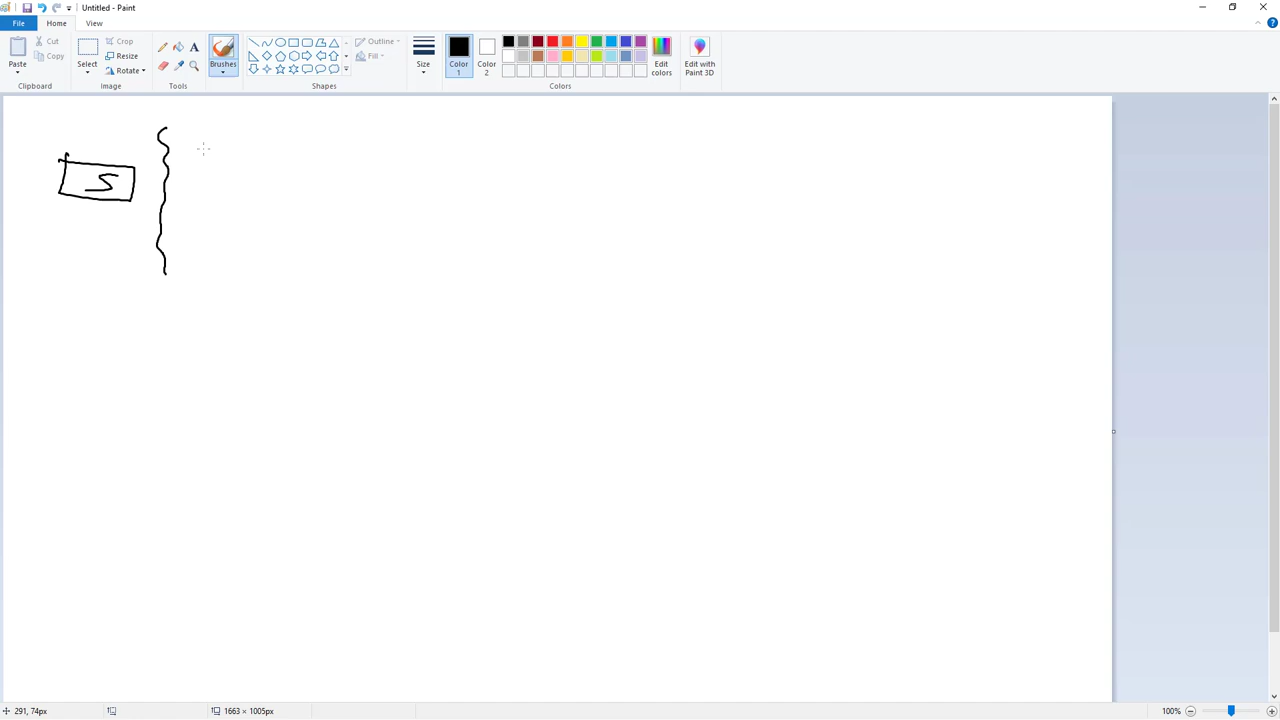 Untitled - Paint
File Home View
Paste Cut Copy Clipboard
Select Crop Resize Rotate Image
Tools
Brushes
Outline Fill Shapes
Size
Color 1 Color 2 Edit colors Colors
Edit with Paint 3D
S
291, 74px 1663 × 1005px 100%